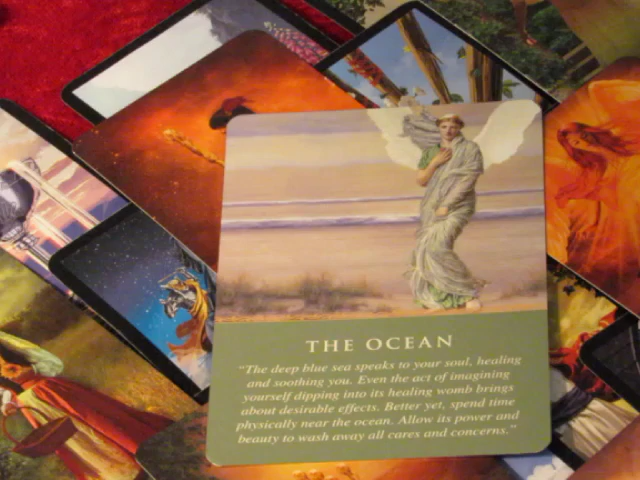 THE OCEAN
"The deep blue sea speaks to your soul, healing
and soothing you. Even the act of imagining
yourself dipping into its healing womb brings
about desirable effects. Better yet, spend time
physically near the ocean. Allow its power and
beauty to wash away all cares and concerns."